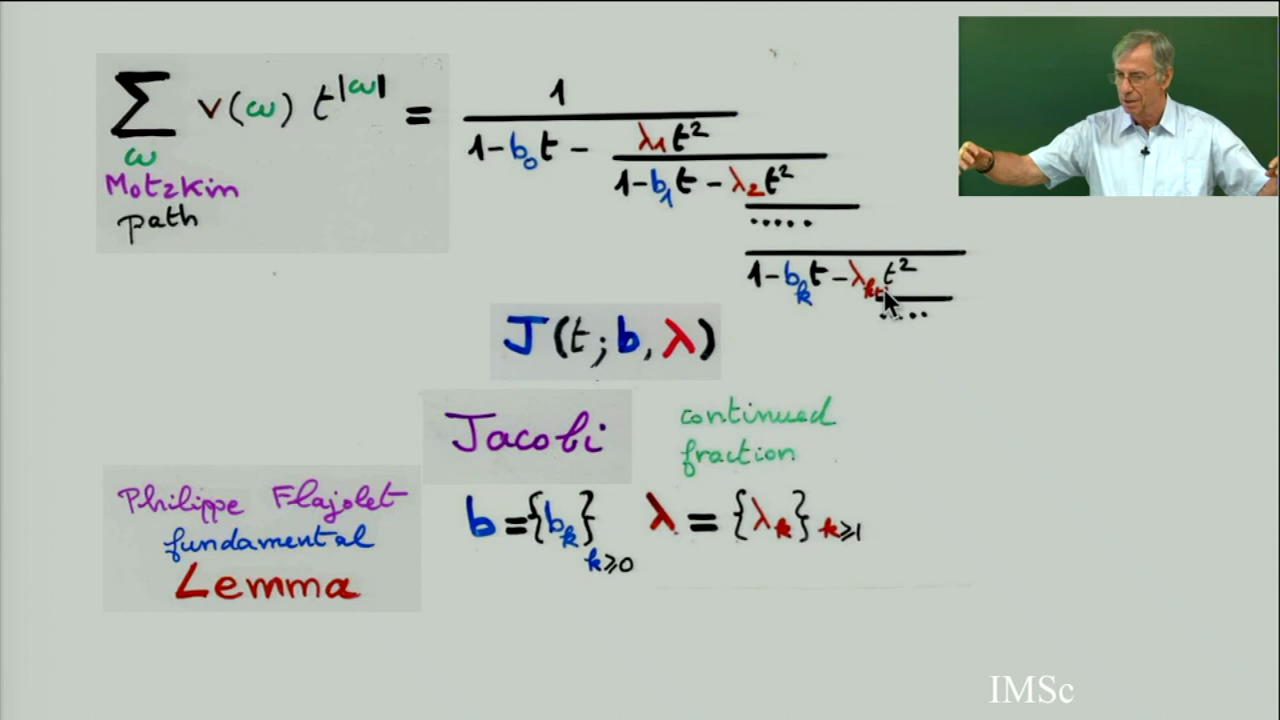 ∑ v(ω) t^|ω| = 1
ω
Motzkin
path
1-b₀t - λ₁t²
1-b₁t - λ₂t²
.....
1-b_kt - λ_{k+1}t²
....
J(t; b, λ)
Jacobi
continued
fraction
Philippe Flajolet
fundamental
Lemma
b = {b_k}_{k≥0} λ = {λ_k}_{k≥1}
IMSc